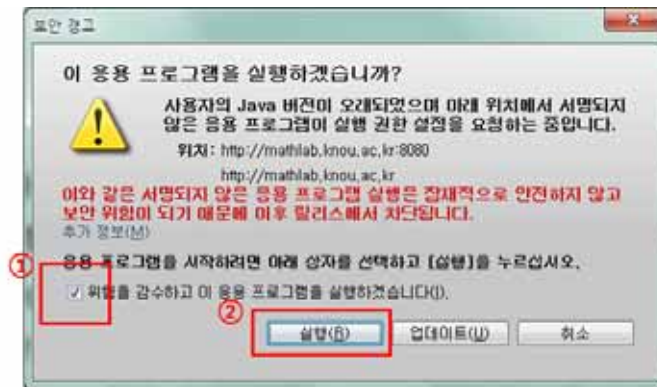 보안 경고
이 응용 프로그램을 실행하겠습니까?
사용자의 Java 버전이 오래되었으며 아래 위치에서 서명되지
않은 응용 프로그램이 실행 권한 설정을 요청하는 중입니다.
위치: http://mathlab.knou.ac.kr:8080
http://mathlab.knou.ac.kr
이와 같은 서명되지 않은 응용 프로그램 실행은 잠재적으로 안전하지 않고
보안 위험이 되기 때문에 이후 릴리스에서 차단됩니다.
추가 정보(M)
①
응용 프로그램을 시작하려면 아래 상자를 선택하고 [실행]을 누르십시오.
위험을 감수하고 이 응용 프로그램을 실행하겠습니다(I).
②
실행(R) 업데이트(U) 취소